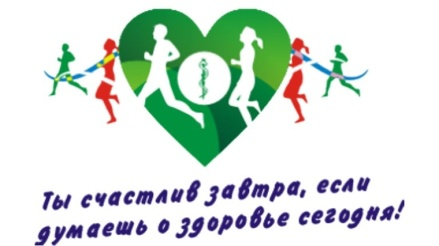 Ты счастлив завтра, если
думаешь о здоровье сегодня!